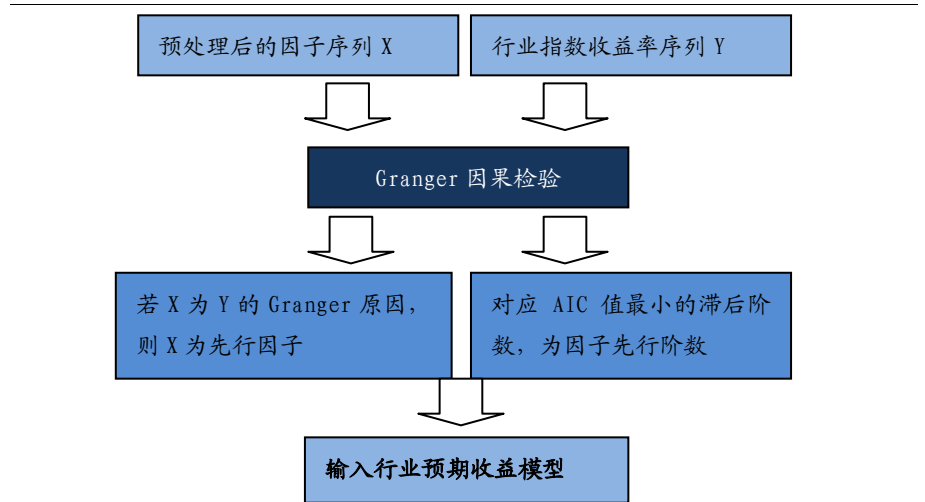 预处理后的因子序列 X
行业指数收益率序列 Y
Granger 因果检验
若 X 为 Y 的 Granger 原因，
则 X 为先行因子
对应 AIC 值最小的滞后阶
数，为因子先行阶数
输入行业预期收益模型